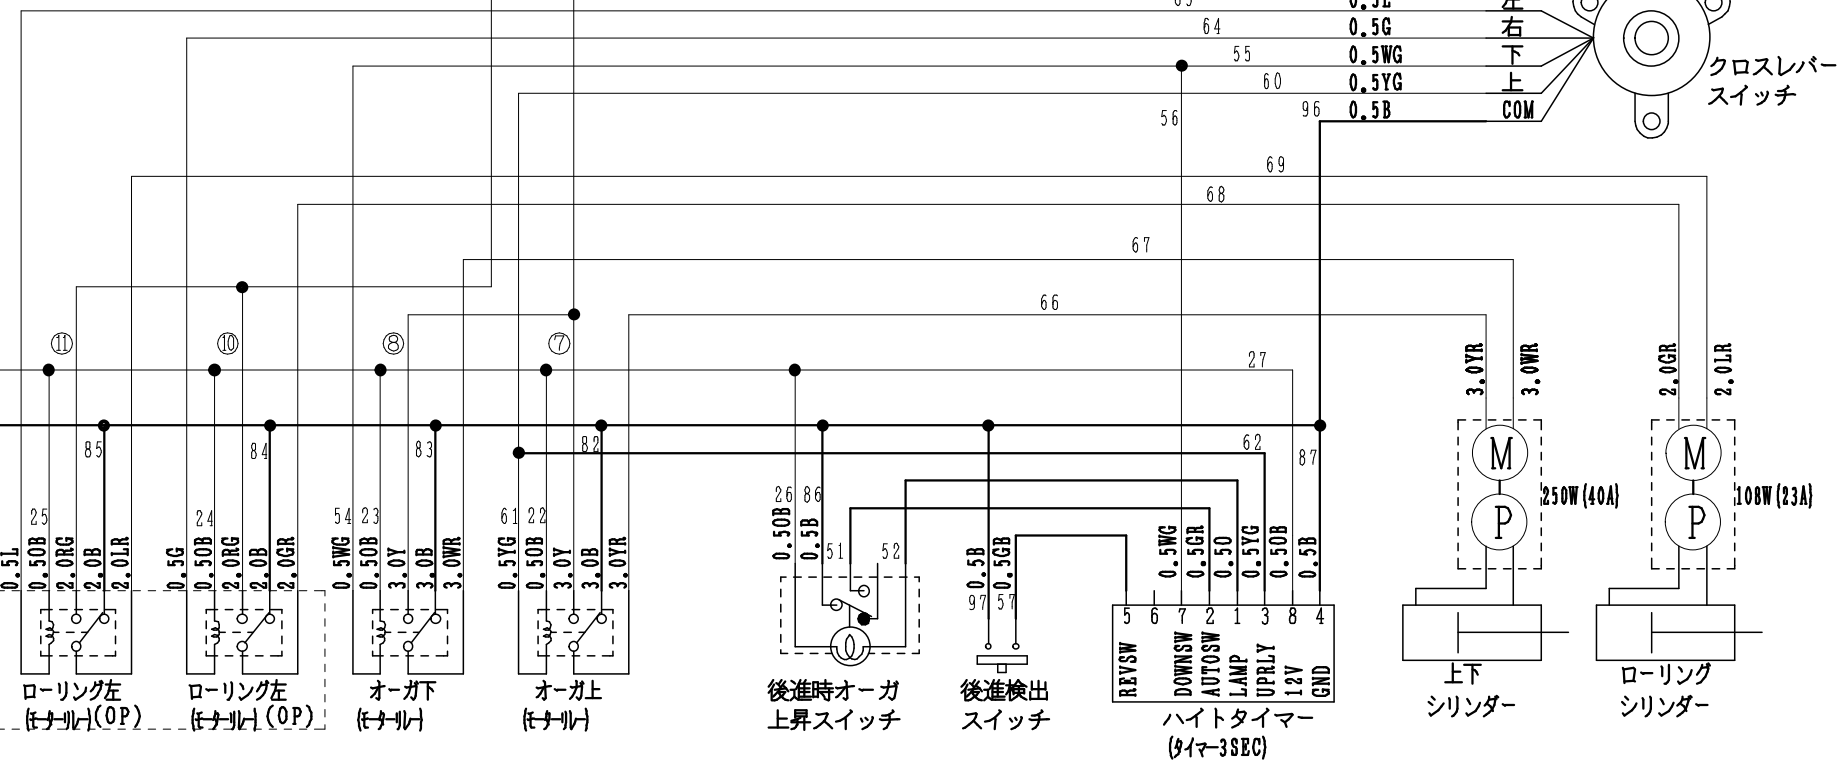 左
64 0.5G 右
55 0.5WG 下
60 0.5YG 上
96 0.5B COM
クロスレバー
スイッチ
56
69
68
67
66
⑪ ⑩ ⑧ ⑦
27
3.0YR 3.0WR 2.0GR 2.0LR
85 84 83 82 62 87
M M
250W(40A) 108W(23A)
P P
25 24 54 23 61 22 26 86
0.5L 0.5OB 2.0RG 2.0B 2.0LR
0.5G 0.5OB 2.0RG 2.0B 2.0GR
0.5WG 0.5OB 3.0Y 3.0B 3.0WR
0.5YG 0.5OB 3.0Y 3.0B 3.0YR
0.5OB 0.5B
51 52
0.5B 0.5GB
97 57
0.5WG 0.5GR 0.5O 0.5YG 0.5OB 0.5B
5 6 7 2 1 3 8 4
REVSW DOWNSW AUTOSW LAMP UPRLY 12V GND
ローリング左
(モーターリレー)(OP)
ローリング左
(モーターリレー)(OP)
オーガ下
(モーターリレー)
オーガ上
(モーターリレー)
後進時オーガ
上昇スイッチ
後進検出
スイッチ
ハイトタイマー
(タイマー3SEC)
上下
シリンダー
ローリング
シリンダー